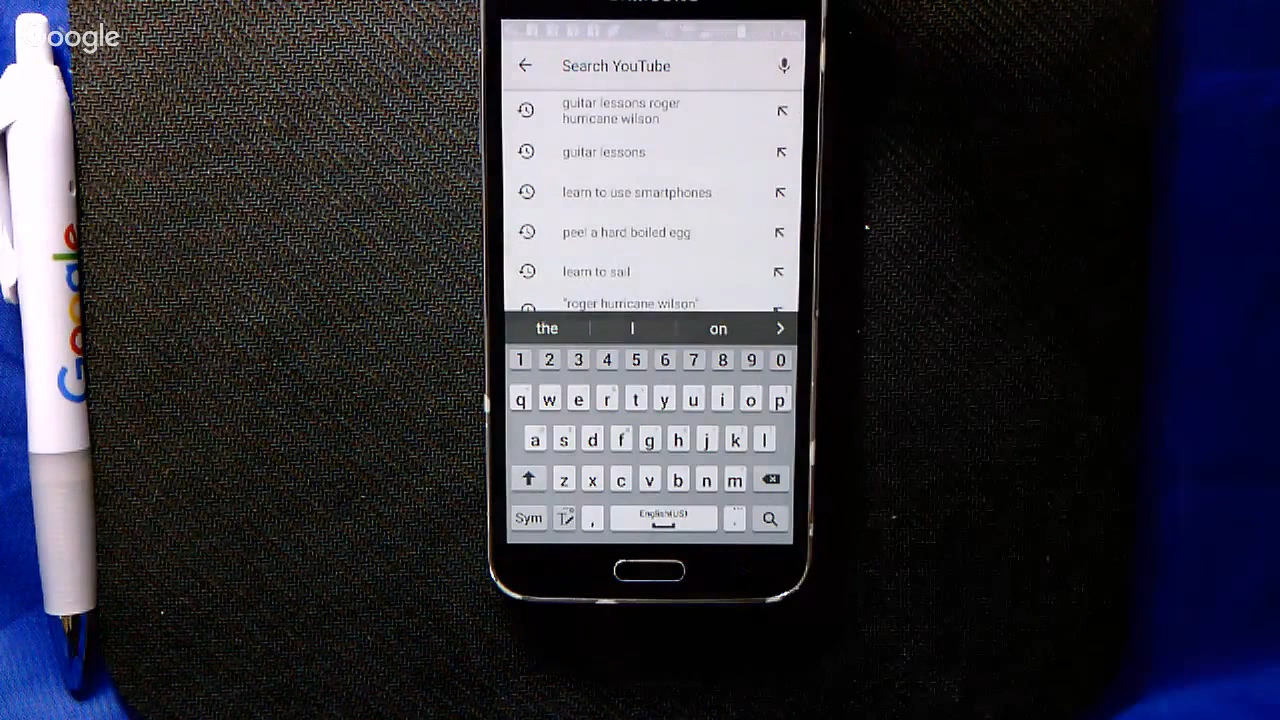 Google
SAMSUNG
Search YouTube
guitar lessons roger
hurricane wilson
guitar lessons
learn to use smartphones
peel a hard boiled egg
learn to sail
"roger hurricane wilson"
the I on
1 2 3 4 5 6 7 8 9 0
q w e r t y u i o p
a s d f g h j k l
z x c v b n m
Sym , English(US) .
Google